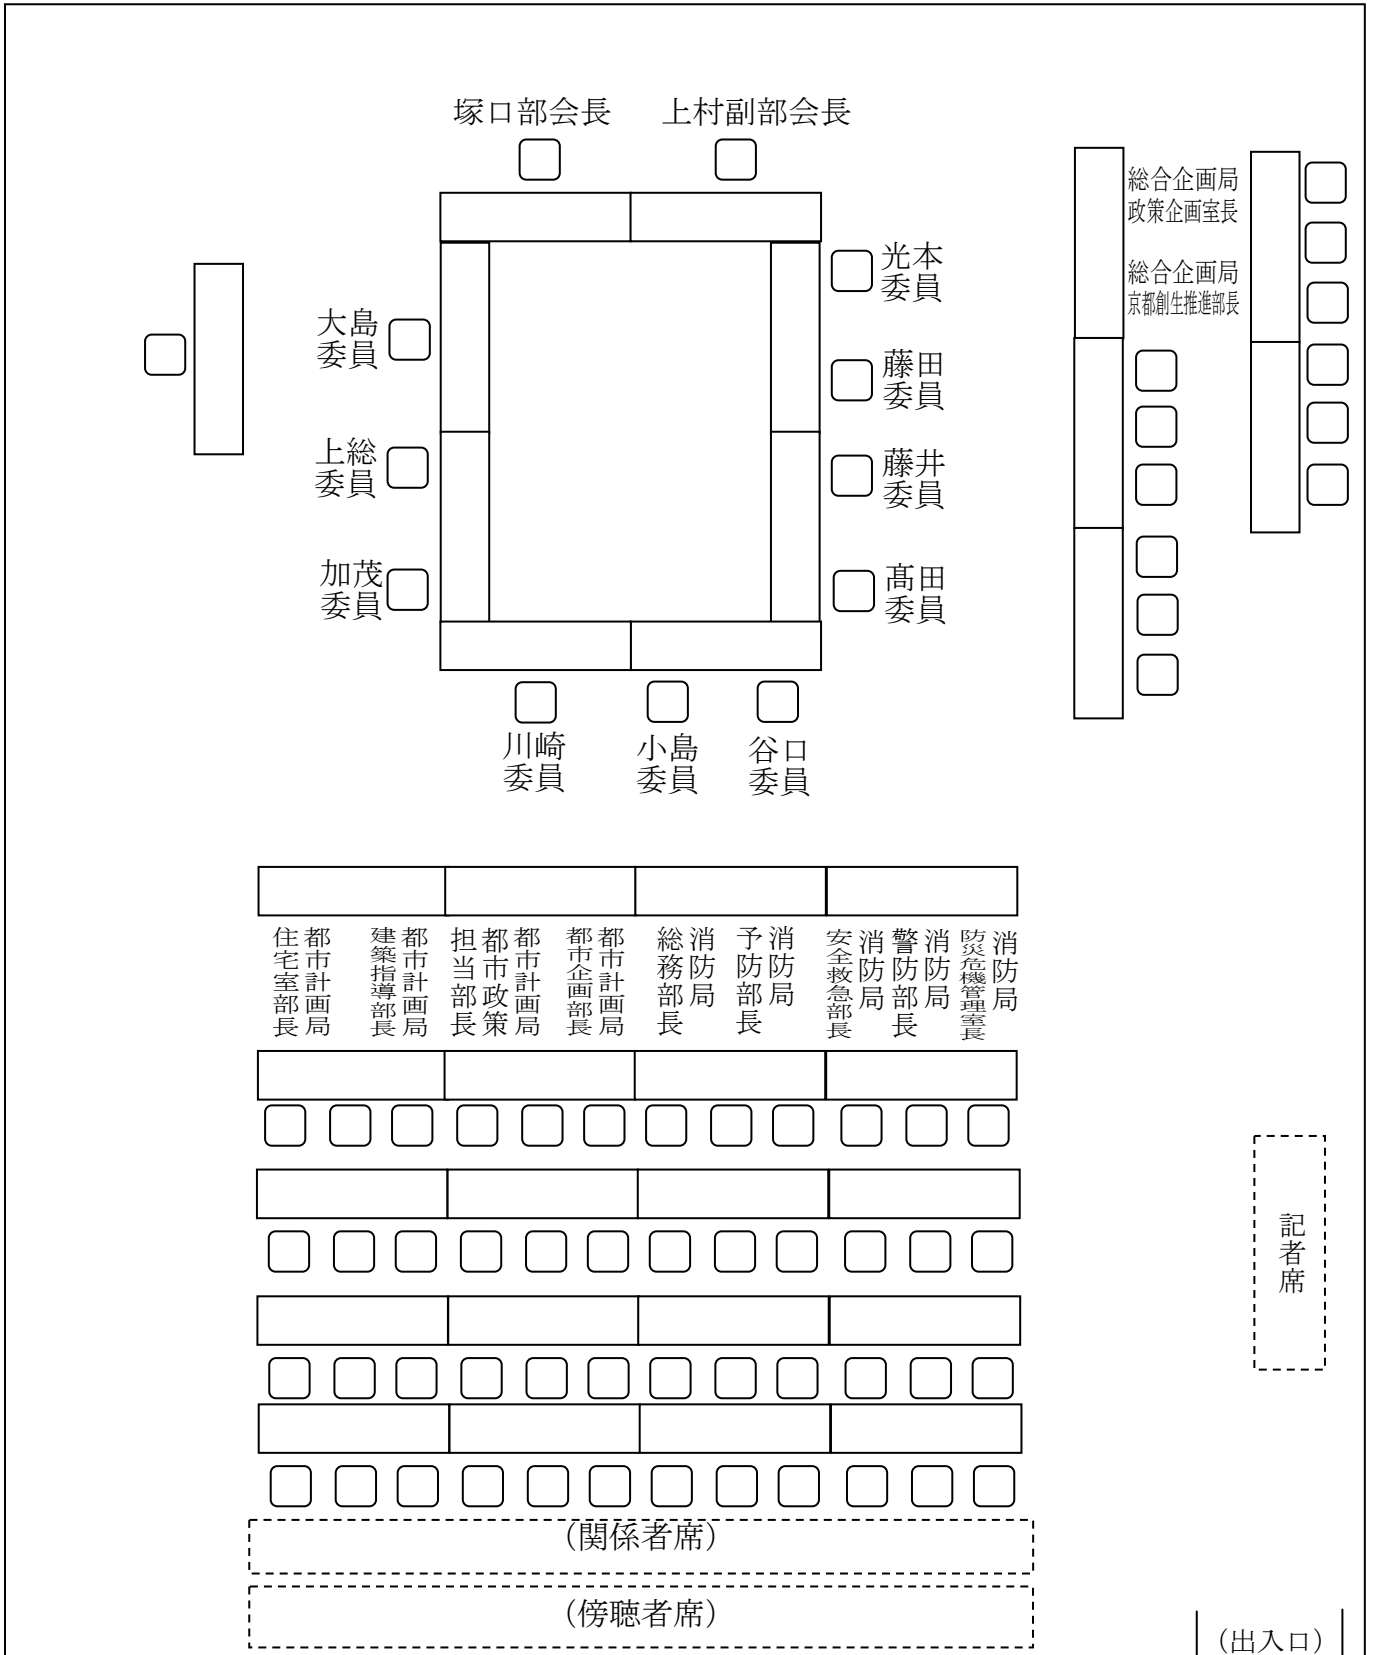 塚口部会長
上村副部会長
総合企画局
政策企画室長
総合企画局
京都創生推進部長
光本
委員
大島
委員
藤田
委員
上総
委員
藤井
委員
加茂
委員
髙田
委員
川崎
委員
小島
委員
谷口
委員
消防局
防災危機管理室長
消防局
警防部長
消防局
安全救急部長
消防局
予防部長
消防局
総務部長
都市計画局
都市企画部長
都市計画局
都市政策
担当部長
都市計画局
建築指導部長
都市計画局
住宅室部長
記者席
（関係者席）
（傍聴者席）
（出入口）